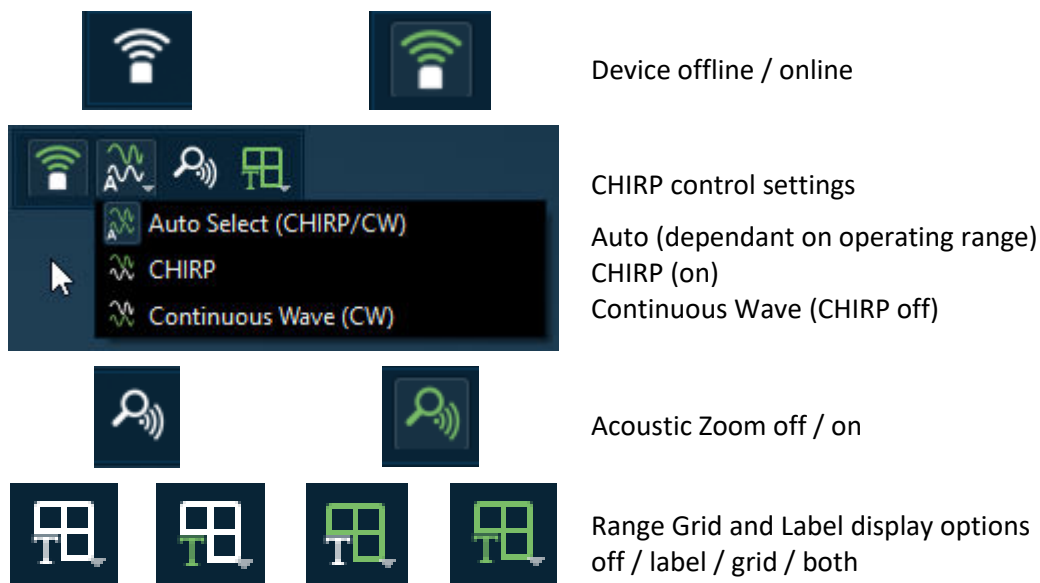 Device offline / online
CHIRP control settings
A
T
A
Auto Select (CHIRP/CW)
CHIRP
Continuous Wave (CW)
Auto (dependant on operating range)
CHIRP (on)
Continuous Wave (CHIRP off)
Acoustic Zoom off / on
T
T
T
T
Range Grid and Label display options
off / label / grid / both